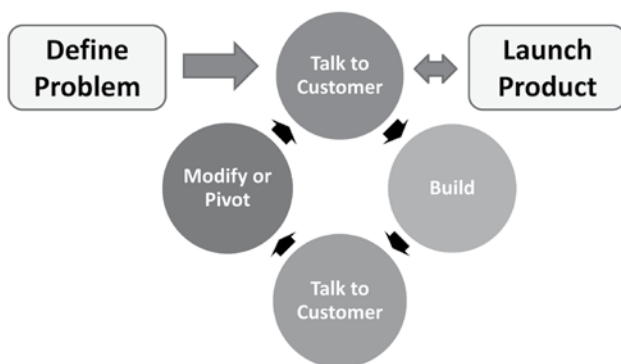 Define
Problem
Talk to
Customer
Launch
Product
Modify or
Pivot
Build
Talk to
Customer